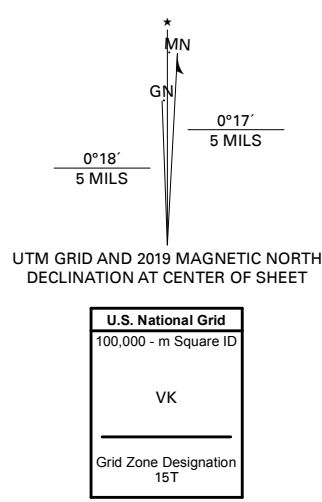 ★
MN
GN
0°17´
5 MILS
0°18´
5 MILS
UTM GRID AND 2019 MAGNETIC NORTH
DECLINATION AT CENTER OF SHEET
U.S. National Grid
100,000 - m Square ID
VK
Grid Zone Designation
15T